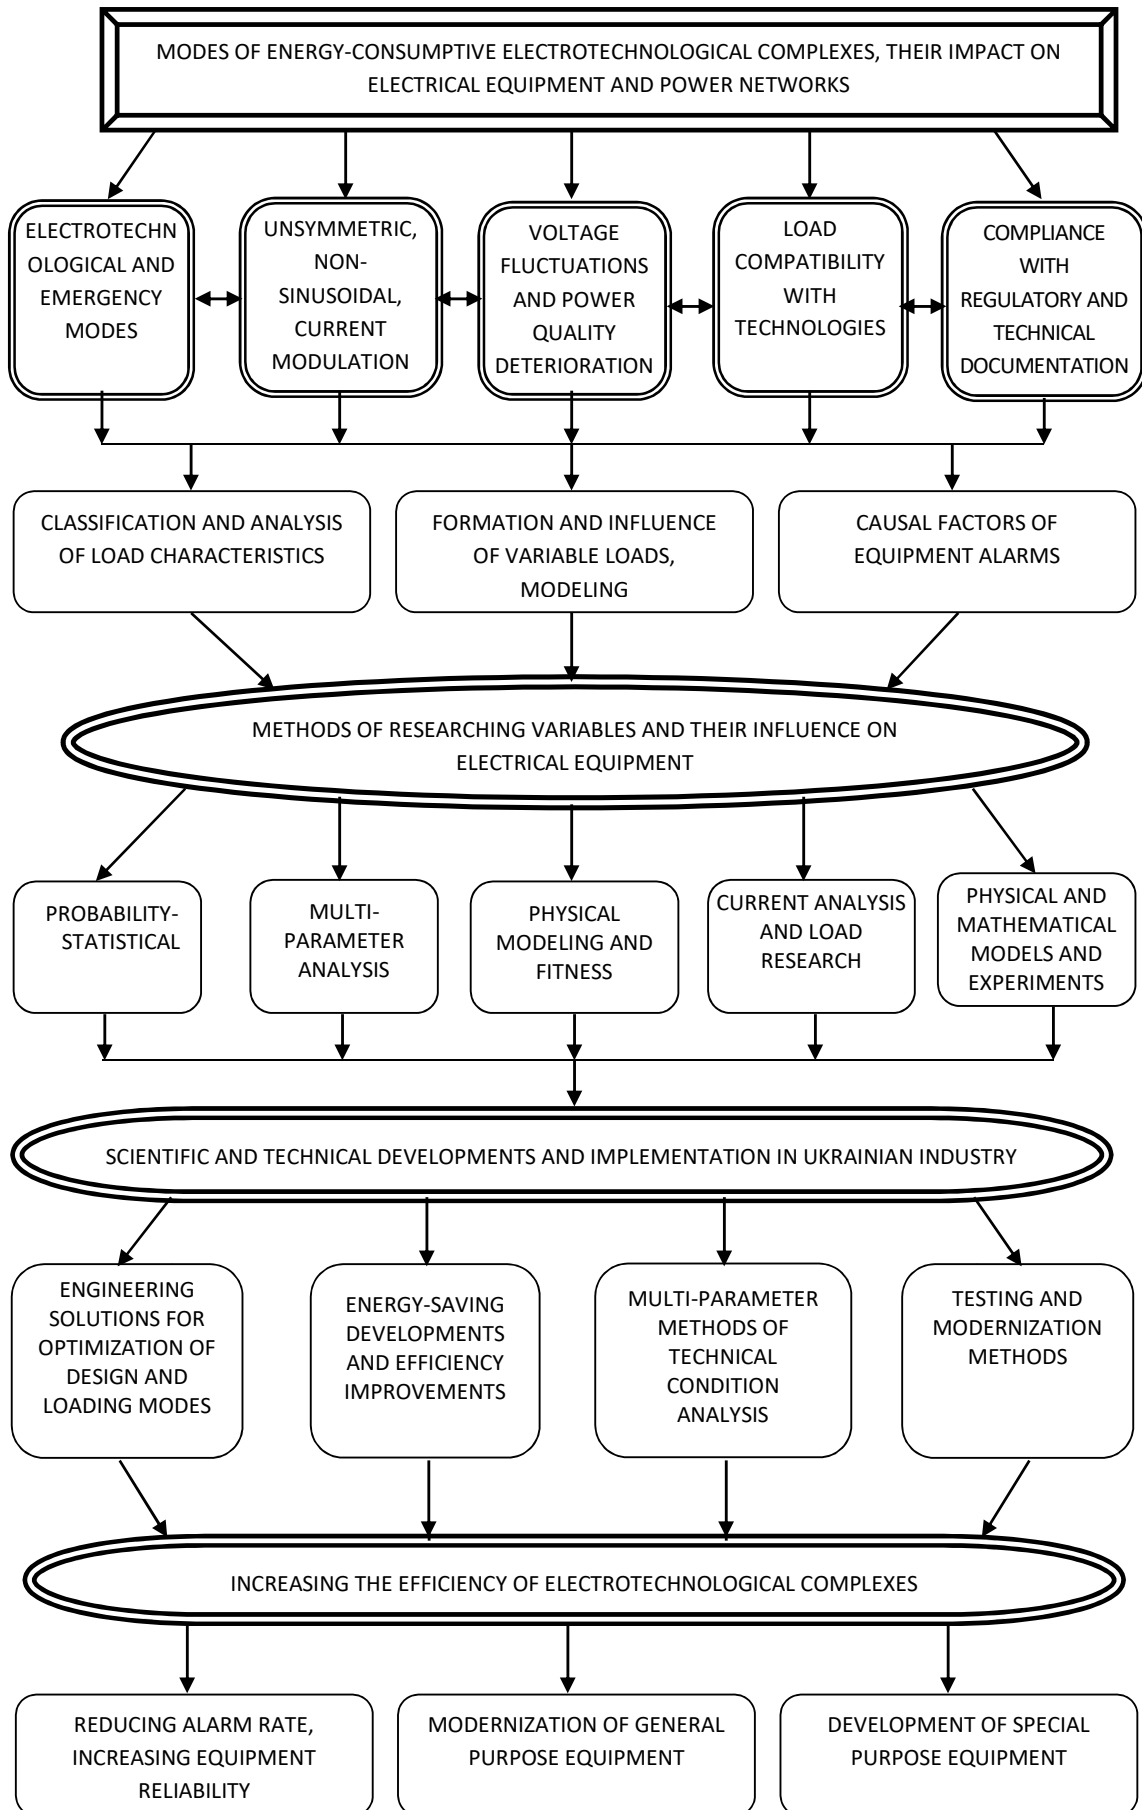 MODES OF ENERGY-CONSUMPTIVE ELECTROTECHNOLOGICAL COMPLEXES, THEIR IMPACT ON
ELECTRICAL EQUIPMENT AND POWER NETWORKS
ELECTROTECHN
OLOGICAL AND
EMERGENCY
MODES
UNSYMMETRIC,
NON-
SINUSOIDAL,
CURRENT
MODULATION
VOLTAGE
FLUCTUATIONS
AND POWER
QUALITY
DETERIORATION
LOAD
COMPATIBILITY
WITH
TECHNOLOGIES
COMPLIANCE
WITH
REGULATORY AND
TECHNICAL
DOCUMENTATION
CLASSIFICATION AND ANALYSIS
OF LOAD CHARACTERISTICS
FORMATION AND INFLUENCE
OF VARIABLE LOADS,
MODELING
CAUSAL FACTORS OF
EQUIPMENT ALARMS
METHODS OF RESEARCHING VARIABLES AND THEIR INFLUENCE ON
ELECTRICAL EQUIPMENT
PROBABILITY-
STATISTICAL
MULTI-
PARAMETER
ANALYSIS
PHYSICAL
MODELING AND
FITNESS
CURRENT ANALYSIS
AND LOAD
RESEARCH
PHYSICAL AND
MATHEMATICAL
MODELS AND
EXPERIMENTS
SCIENTIFIC AND TECHNICAL DEVELOPMENTS AND IMPLEMENTATION IN UKRAINIAN INDUSTRY
ENGINEERING
SOLUTIONS FOR
OPTIMIZATION OF
DESIGN AND
LOADING MODES
ENERGY-SAVING
DEVELOPMENTS
AND EFFICIENCY
IMPROVEMENTS
MULTI-PARAMETER
METHODS OF
TECHNICAL
CONDITION
ANALYSIS
TESTING AND
MODERNIZATION
METHODS
INCREASING THE EFFICIENCY OF ELECTROTECHNOLOGICAL COMPLEXES
REDUCING ALARM RATE,
INCREASING EQUIPMENT
RELIABILITY
MODERNIZATION OF GENERAL
PURPOSE EQUIPMENT
DEVELOPMENT OF SPECIAL
PURPOSE EQUIPMENT